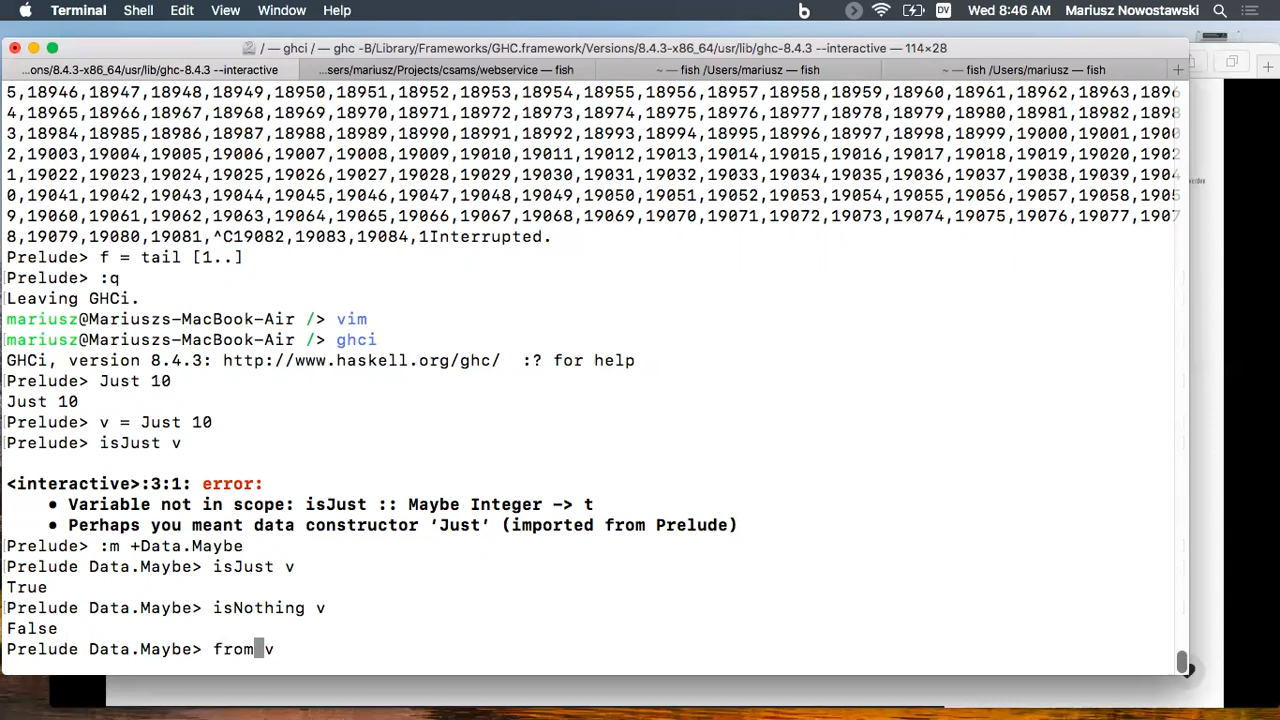 Terminal Shell Edit View Window Help DV Wed 8:46 AM Mariusz Nowostawski
/ — ghci / — ghc -B/Library/Frameworks/GHC.framework/Versions/8.4.3-x86_64/usr/lib/ghc-8.4.3 --interactive — 114×28
...ons/8.4.3-x86_64/usr/lib/ghc-8.4.3 --interactive ...sers/mariusz/Projects/csams/webservice — fish ~ — fish /Users/mariusz — fish ~ — fish /Users/mariusz — fish
5,18946,18947,18948,18949,18950,18951,18952,18953,18954,18955,18956,18957,18958,18959,18960,18961,18962,18963,1896
4,18965,18966,18967,18968,18969,18970,18971,18972,18973,18974,18975,18976,18977,18978,18979,18980,18981,18982,1898
3,18984,18985,18986,18987,18988,18989,18990,18991,18992,18993,18994,18995,18996,18997,18998,18999,19000,19001,1900
2,19003,19004,19005,19006,19007,19008,19009,19010,19011,19012,19013,19014,19015,19016,19017,19018,19019,19020,1902
1,19022,19023,19024,19025,19026,19027,19028,19029,19030,19031,19032,19033,19034,19035,19036,19037,19038,19039,1904
0,19041,19042,19043,19044,19045,19046,19047,19048,19049,19050,19051,19052,19053,19054,19055,19056,19057,19058,1905
9,19060,19061,19062,19063,19064,19065,19066,19067,19068,19069,19070,19071,19072,19073,19074,19075,19076,19077,1907
8,19079,19080,19081,^C19082,19083,19084,1Interrupted.
Prelude> f = tail [1..]
Prelude> :q
Leaving GHCi.
mariusz@Mariuszs-MacBook-Air /> vim
mariusz@Mariuszs-MacBook-Air /> ghci
GHCi, version 8.4.3: http://www.haskell.org/ghc/  :? for help
Prelude> Just 10
Just 10
Prelude> v = Just 10
Prelude> isJust v
<interactive>:3:1: error:
• Variable not in scope: isJust :: Maybe Integer -> t
• Perhaps you meant data constructor ‘Just’ (imported from Prelude)
Prelude> :m +Data.Maybe
Prelude Data.Maybe> isJust v
True
Prelude Data.Maybe> isNothing v
False
Prelude Data.Maybe> from v